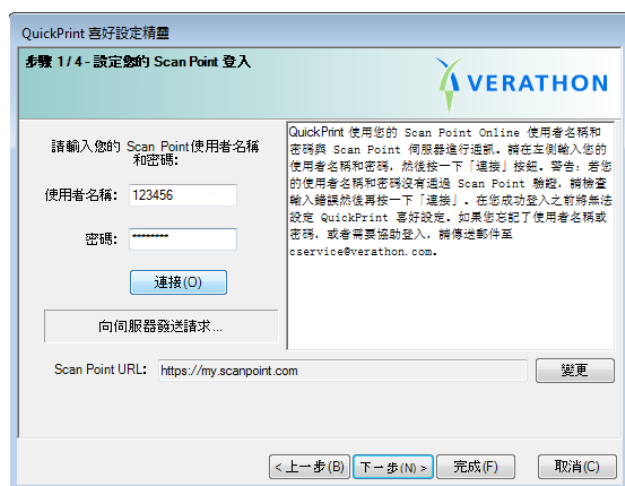 QuickPrint 喜好設定精靈
步驟 1/4 - 設定您的 Scan Point 登入
VERATHON
請輸入您的 Scan Point使用者名稱
和密碼:
使用者名稱: 123456
密碼: ********
連接(O)
向伺服器發送請求...
QuickPrint 使用您的 Scan Point Online 使用者名稱和
密碼與 Scan Point 伺服器進行通訊. 請在左側輸入您的
使用者名稱和密碼, 然後按一下「連接」按鈕. 警告: 若您
的使用者名稱和密碼沒有通過 Scan Point 驗證, 請檢查
輸入錯誤然後再按一下「連接」. 在您成功登入之前將無法
設定 QuickPrint 喜好設定. 如果您忘記了使用者名稱或
密碼, 或者需要協助登入, 請傳送郵件至
cservice@verathon.com.
Scan Point URL: https://my.scanpoint.com
變更
<上一步(B) 下一步(N) > 完成(F) 取消(C)